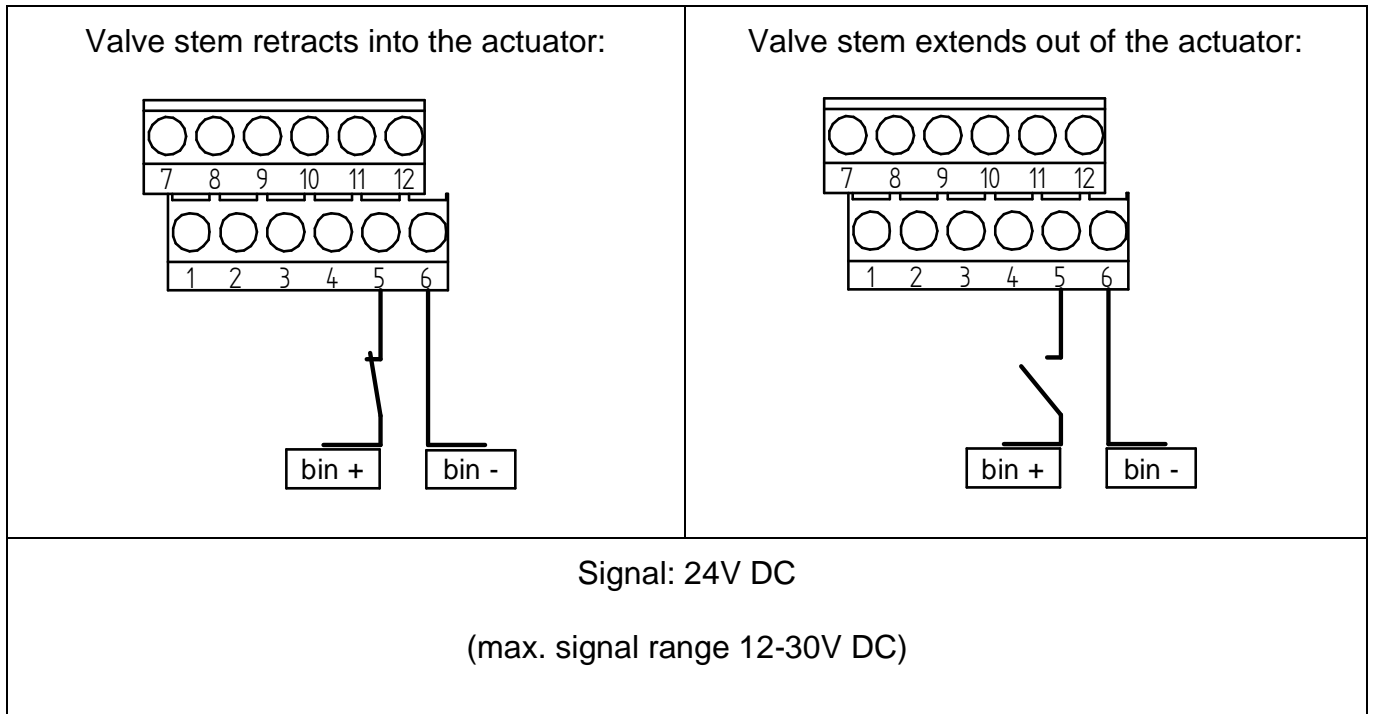 Valve stem retracts into the actuator:
7 8 9 10 11 12
1 2 3 4 5 6
bin + bin -
Valve stem extends out of the actuator:
7 8 9 10 11 12
1 2 3 4 5 6
bin + bin -
Signal: 24V DC
(max. signal range 12-30V DC)